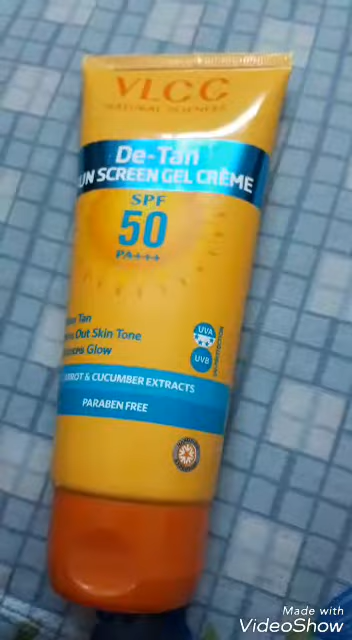 VLCC
NATURAL SCIENCES
De-Tan
SUN SCREEN GEL CRÈME
SPF
50
PA+++
Tan
Out Skin Tone
Glow
UVA
UVB
& CUCUMBER EXTRACTS
PARABEN FREE
Made with
VideoShow